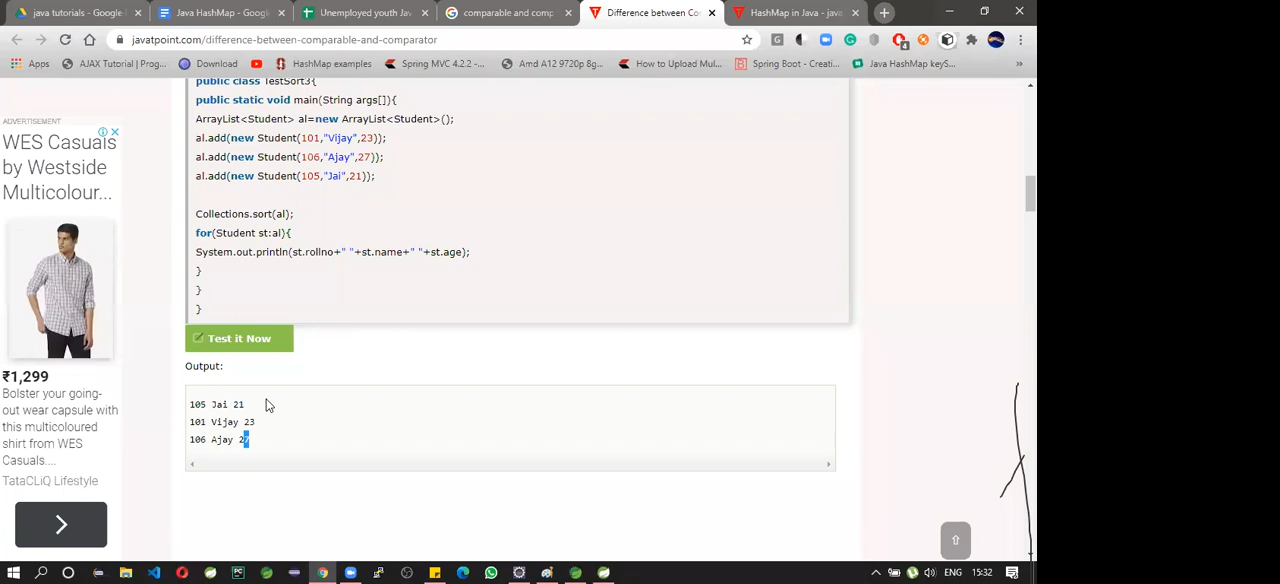 java tutorials - Google
Java HashMap - Goog
Unemployed youth Jav
comparable and comp
Difference between Co
HashMap in Java - java
javatpoint.com/difference-between-comparable-and-comparator
Apps
AJAX Tutorial | Prog...
Download
HashMap examples
Spring MVC 4.2.2 -...
Amd A12 9720p 8g...
How to Upload Mul...
Spring Boot - Creati...
Java HashMap keyS...
»
public class TestSort3{
public static void main(String args[]){
ArrayList<Student> al=new ArrayList<Student>();
al.add(new Student(101,"Vijay",23));
al.add(new Student(106,"Ajay",27));
al.add(new Student(105,"Jai",21));
Collections.sort(al);
for(Student st:al){
System.out.println(st.rollno+" "+st.name+" "+st.age);
}
}
}
Test it Now
Output:
105 Jai 21
101 Vijay 23
106 Ajay 27
ADVERTISEMENT
WES Casuals
by Westside
Multicolour...
₹1,299
Bolster your going-
out wear capsule with
this multicoloured
shirt from WES
Casuals....
TataCLiQ Lifestyle
ENG
15:32